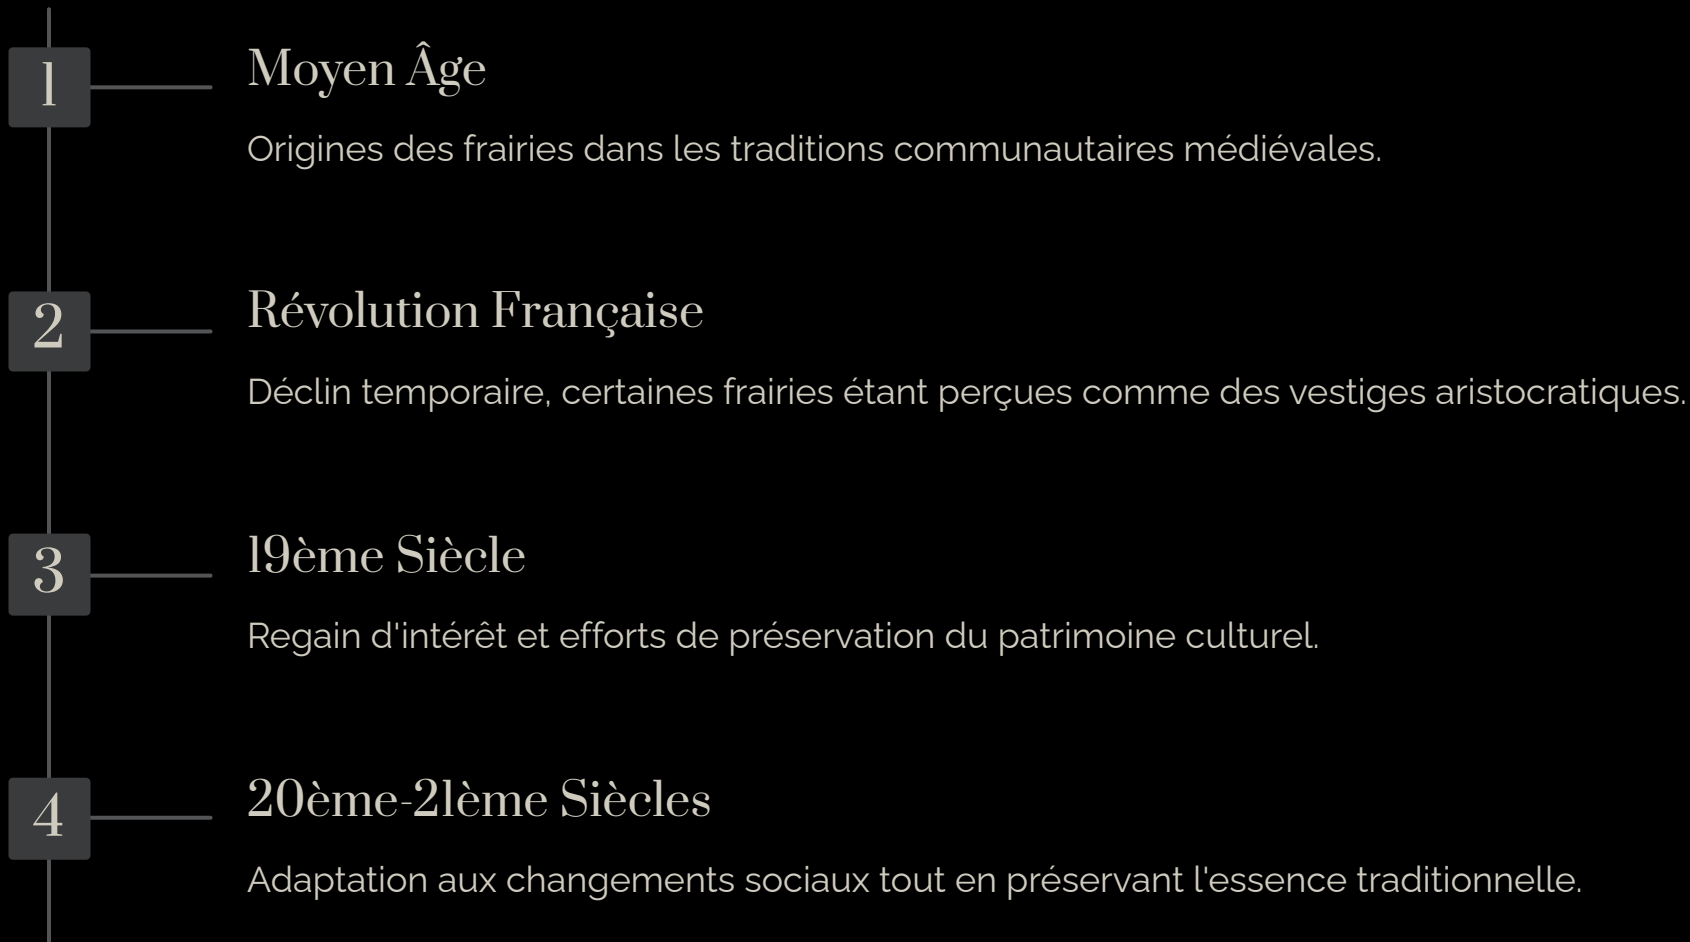 1
Moyen Âge
Origines des frairies dans les traditions communautaires médiévales.
2
Révolution Française
Déclin temporaire, certaines frairies étant perçues comme des vestiges aristocratiques.
3
19ème Siècle
Regain d'intérêt et efforts de préservation du patrimoine culturel.
4
20ème-21ème Siècles
Adaptation aux changements sociaux tout en préservant l'essence traditionnelle.